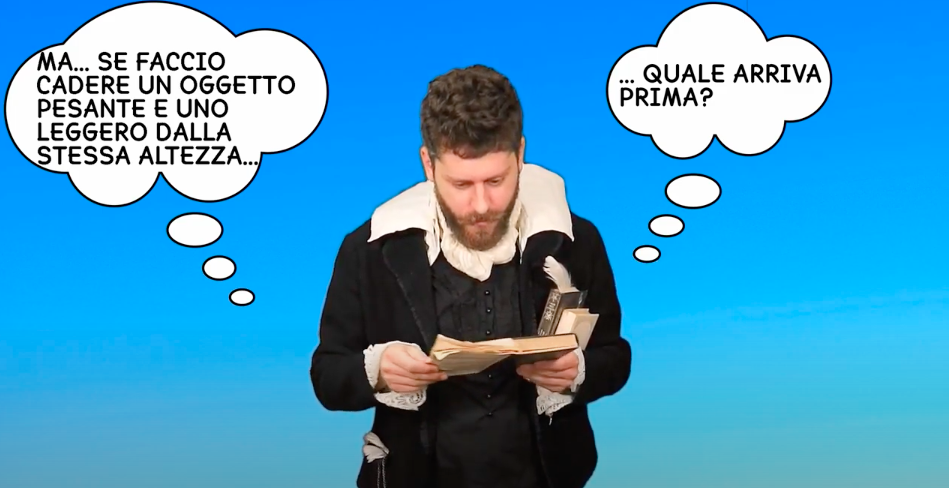 MA... SE FACCIO
CADERE UN OGGETTO
PESANTE E UNO
LEGGERO DALLA
STESSA ALTEZZA...
... QUALE ARRIVA
PRIMA?